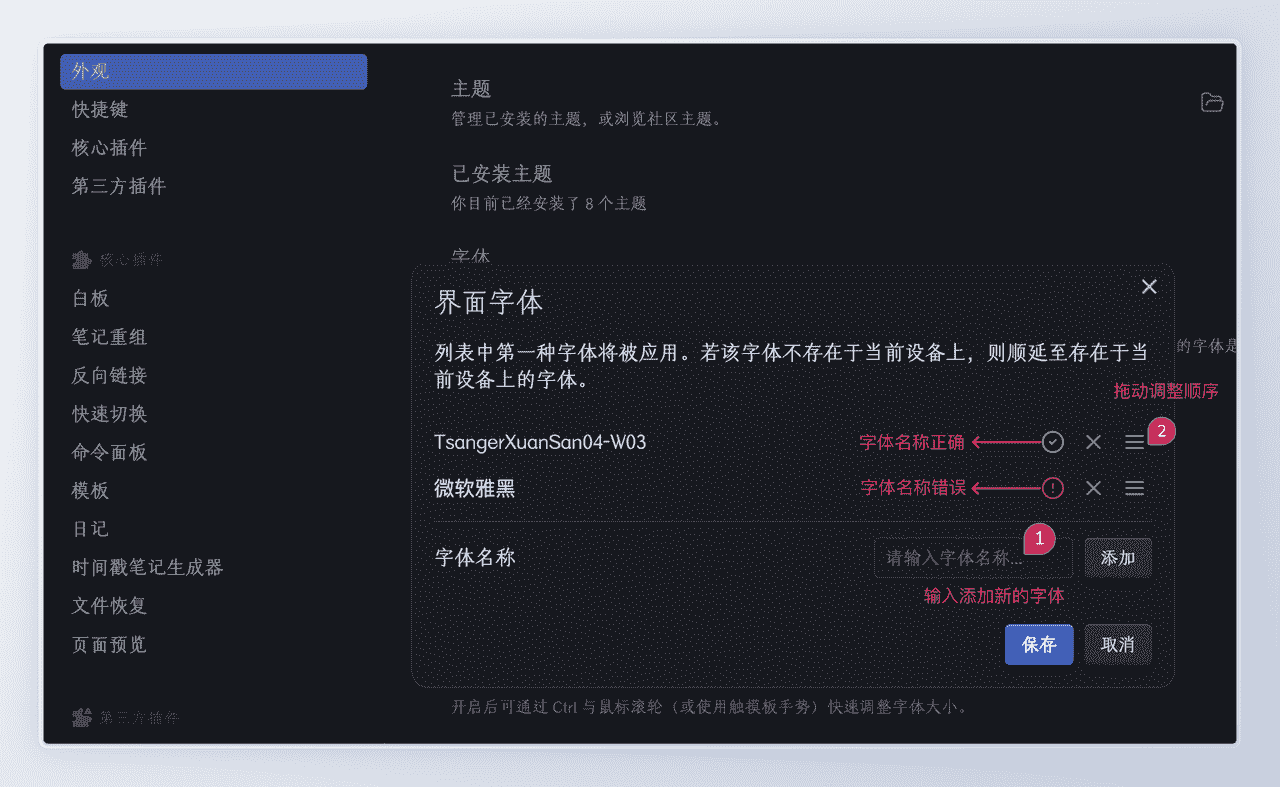 外观
快捷键
核心插件
第三方插件
核心插件
白板
笔记重组
反向链接
快速切换
命令面板
模板
日记
时间戳笔记生成器
文件恢复
页面预览
第三方插件
主题
管理已安装的主题，或浏览社区主题。
已安装主题
你目前已经安装了 8 个主题
字体
界面字体
列表中第一种字体将被应用。若该字体不存在于当前设备上，则顺延至存在于当
前设备上的字体。
的字体是
拖动调整顺序
TsangerXuanSan04-W03
字体名称正确
2
微软雅黑
字体名称错误
字体名称
请输入字体名称...
1
添加
输入添加新的字体
保存
取消
开启后可通过 Ctrl 与鼠标滚轮（或使用触摸板手势）快速调整字体大小。